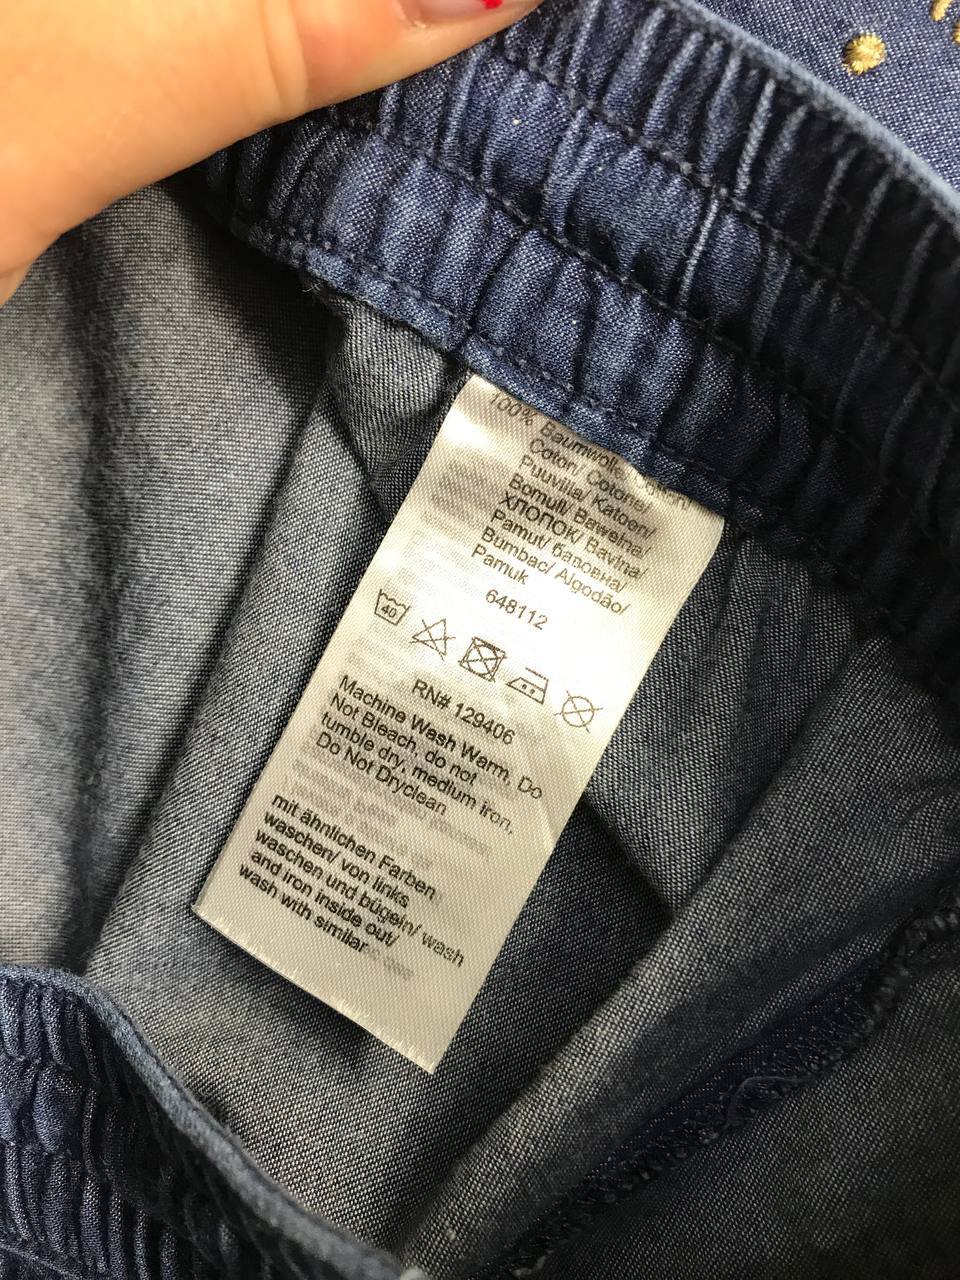 100% Baumwolle
Coton/
Puuvilla/ Katoen/
Bomull/ Bawełna/
ХЛОПОК/ Bavlna/
Pamut/ бавовна/
Bumbac/ Algodão/
Pamuk
648112
40
RN# 129406
Machine Wash Warm, Do
Not Bleach, do not
tumble dry, medium iron,
Do Not Dryclean
mit ähnlichen Farben
waschen/ von links
waschen und bügeln/ wash
and iron inside out/
wash with similar